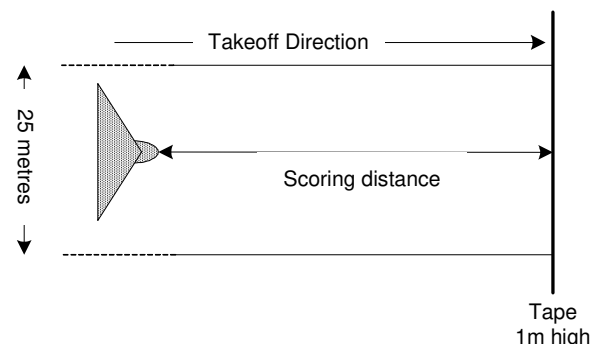 Takeoff Direction
25 metres
Scoring distance
Tape
1m high